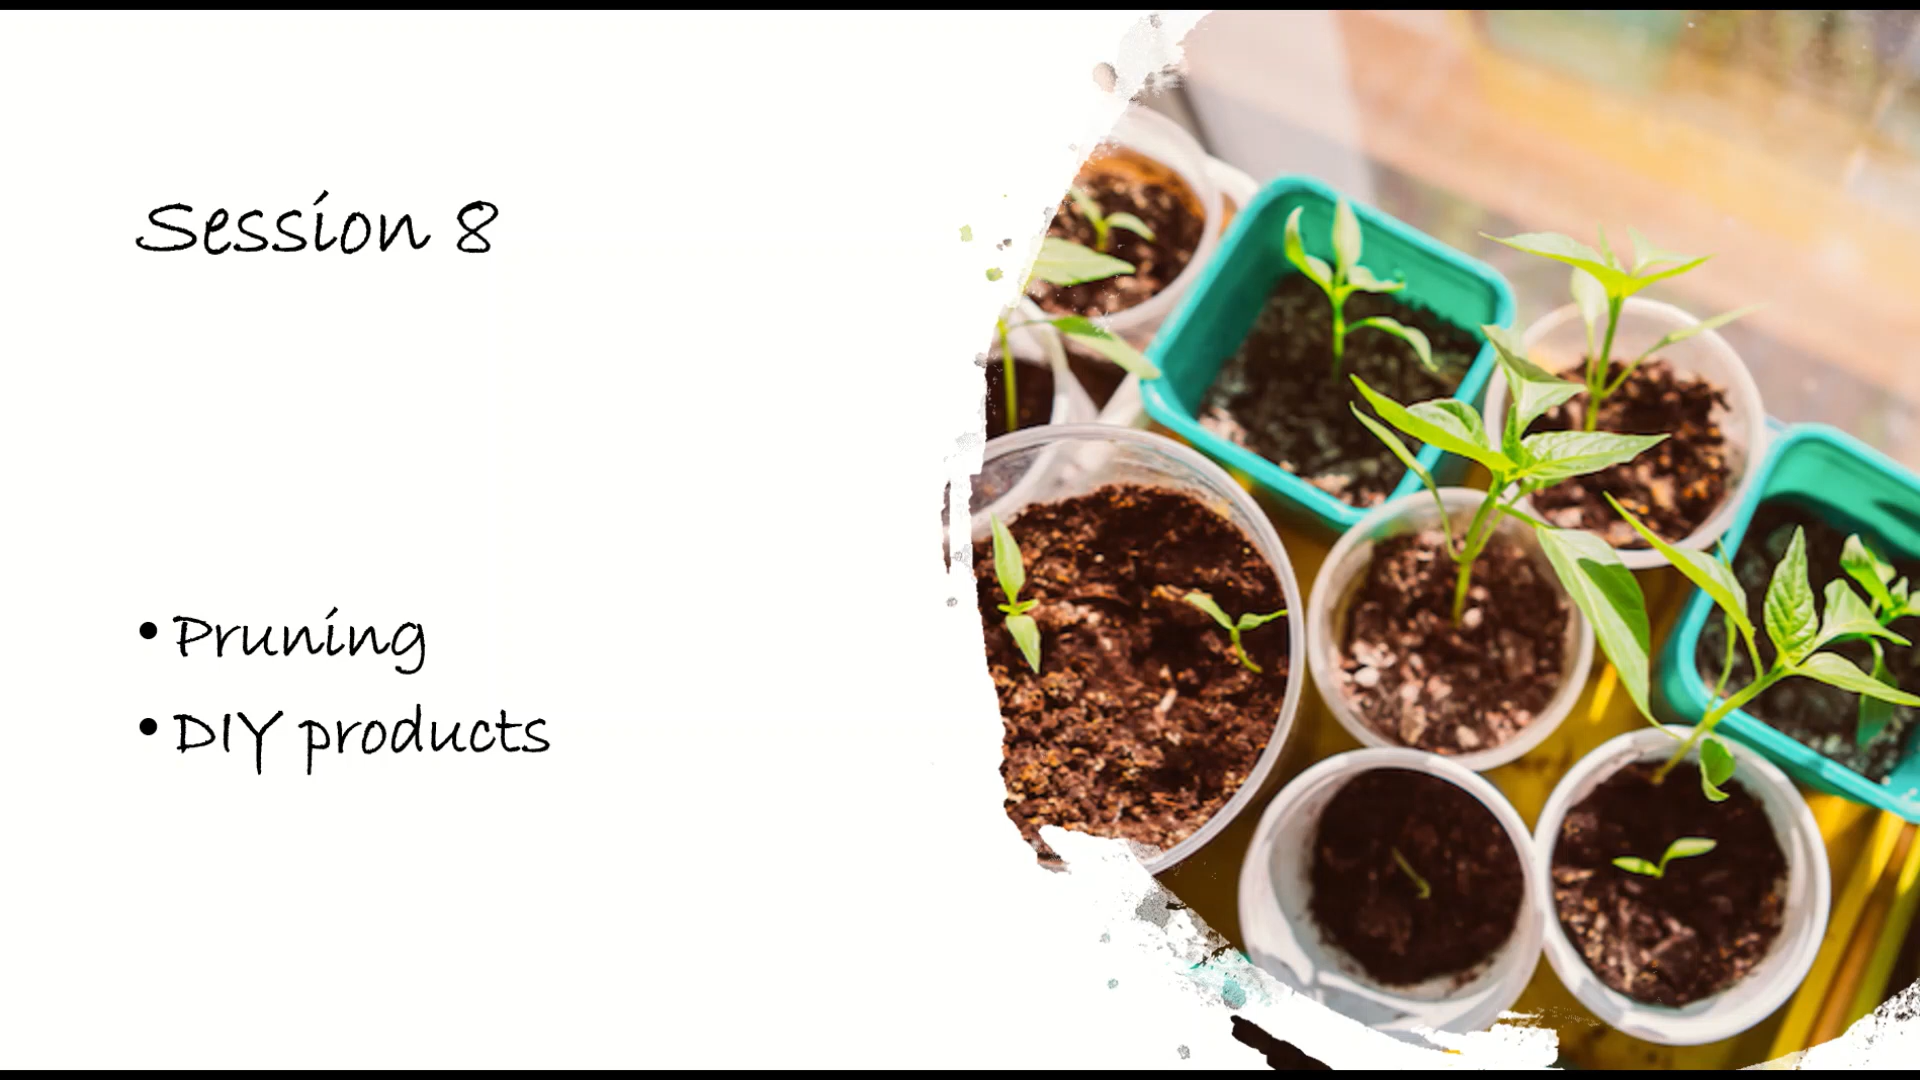 Session 8
• Pruning
• DIY products